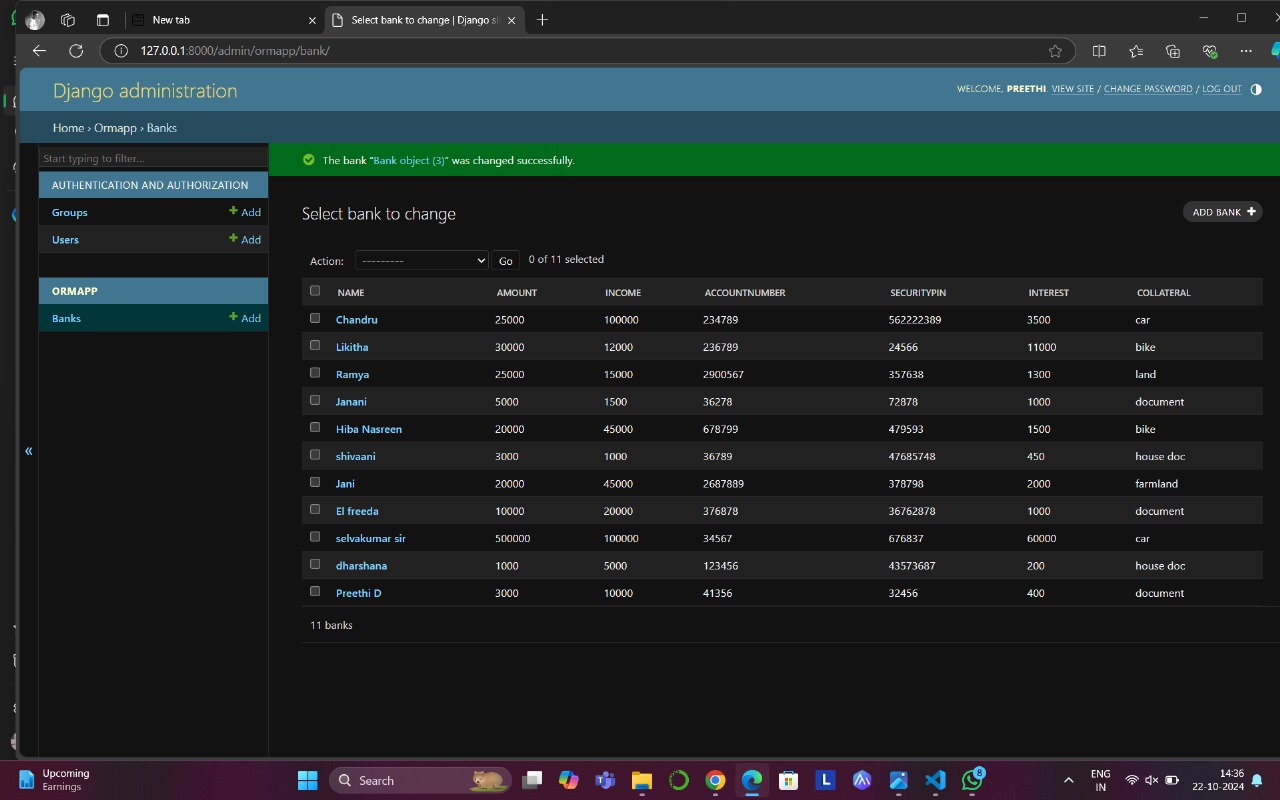 New tab
Select bank to change | Django si
127.0.0.1:8000/admin/ormapp/bank/
Django administration
WELCOME, PREETHI. VIEW SITE / CHANGE PASSWORD / LOG OUT
Home › Ormapp › Banks
Start typing to filter...
The bank “Bank object (3)” was changed successfully.
AUTHENTICATION AND AUTHORIZATION
Groups + Add
Users + Add
ORMAPP
Banks + Add
«
Select bank to change
ADD BANK +
Action: --------- Go 0 of 11 selected
NAME AMOUNT INCOME ACCOUNTNUMBER SECURITYPIN INTEREST COLLATERAL
Chandru 25000 100000 234789 562222389 3500 car
Likitha 30000 12000 236789 24566 11000 bike
Ramya 25000 15000 2900567 357638 1300 land
Janani 5000 1500 36278 72878 1000 document
Hiba Nasreen 20000 45000 678799 479593 1500 bike
shivaani 3000 1000 36789 47685748 450 house doc
Jani 20000 45000 2687889 378798 2000 farmland
El freeda 10000 20000 376878 36762878 1000 document
selvakumar sir 500000 100000 34567 676837 60000 car
dharshana 1000 5000 123456 43573687 200 house doc
Preethi D 3000 10000 41356 32456 400 document
11 banks
Upcoming
Earnings
Search
L
8
ENG
IN
14:36
22-10-2024